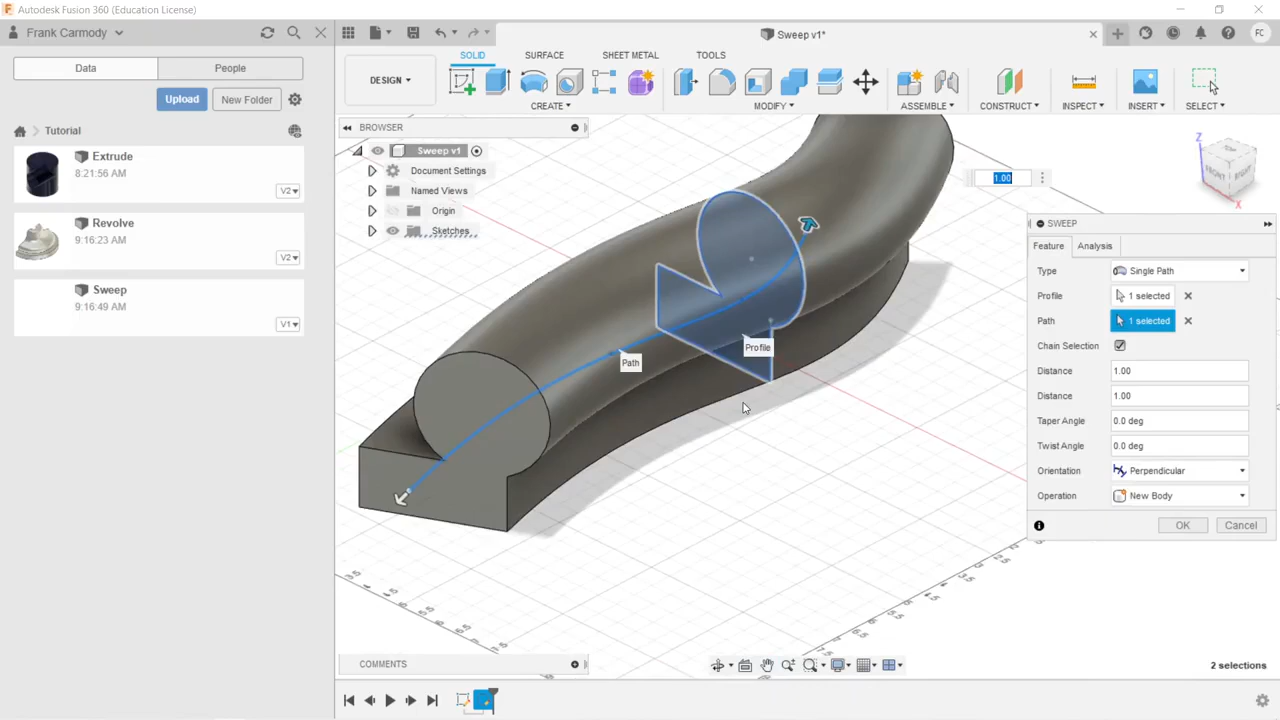 Autodesk Fusion 360 (Education License)
Frank Carmody
Sweep v1*
FC
Data
People
Upload
New Folder
Tutorial
Extrude
8:21:56 AM
V2
Revolve
9:16:23 AM
V2
Sweep
9:16:49 AM
V1
SOLID
SURFACE
SHEET METAL
TOOLS
DESIGN
CREATE
MODIFY
ASSEMBLE
CONSTRUCT
INSPECT
INSERT
SELECT
BROWSER
Sweep v1
Document Settings
Named Views
Origin
Sketches
Z
FRONT
RIGHT
X
1.00
Path
Profile
SWEEP
Feature
Analysis
Type
Single Path
Profile
1 selected
Path
1 selected
Chain Selection
Distance
1.00
Distance
1.00
Taper Angle
0.0 deg
Twist Angle
0.0 deg
Orientation
Perpendicular
Operation
New Body
OK
Cancel
COMMENTS
2 selections